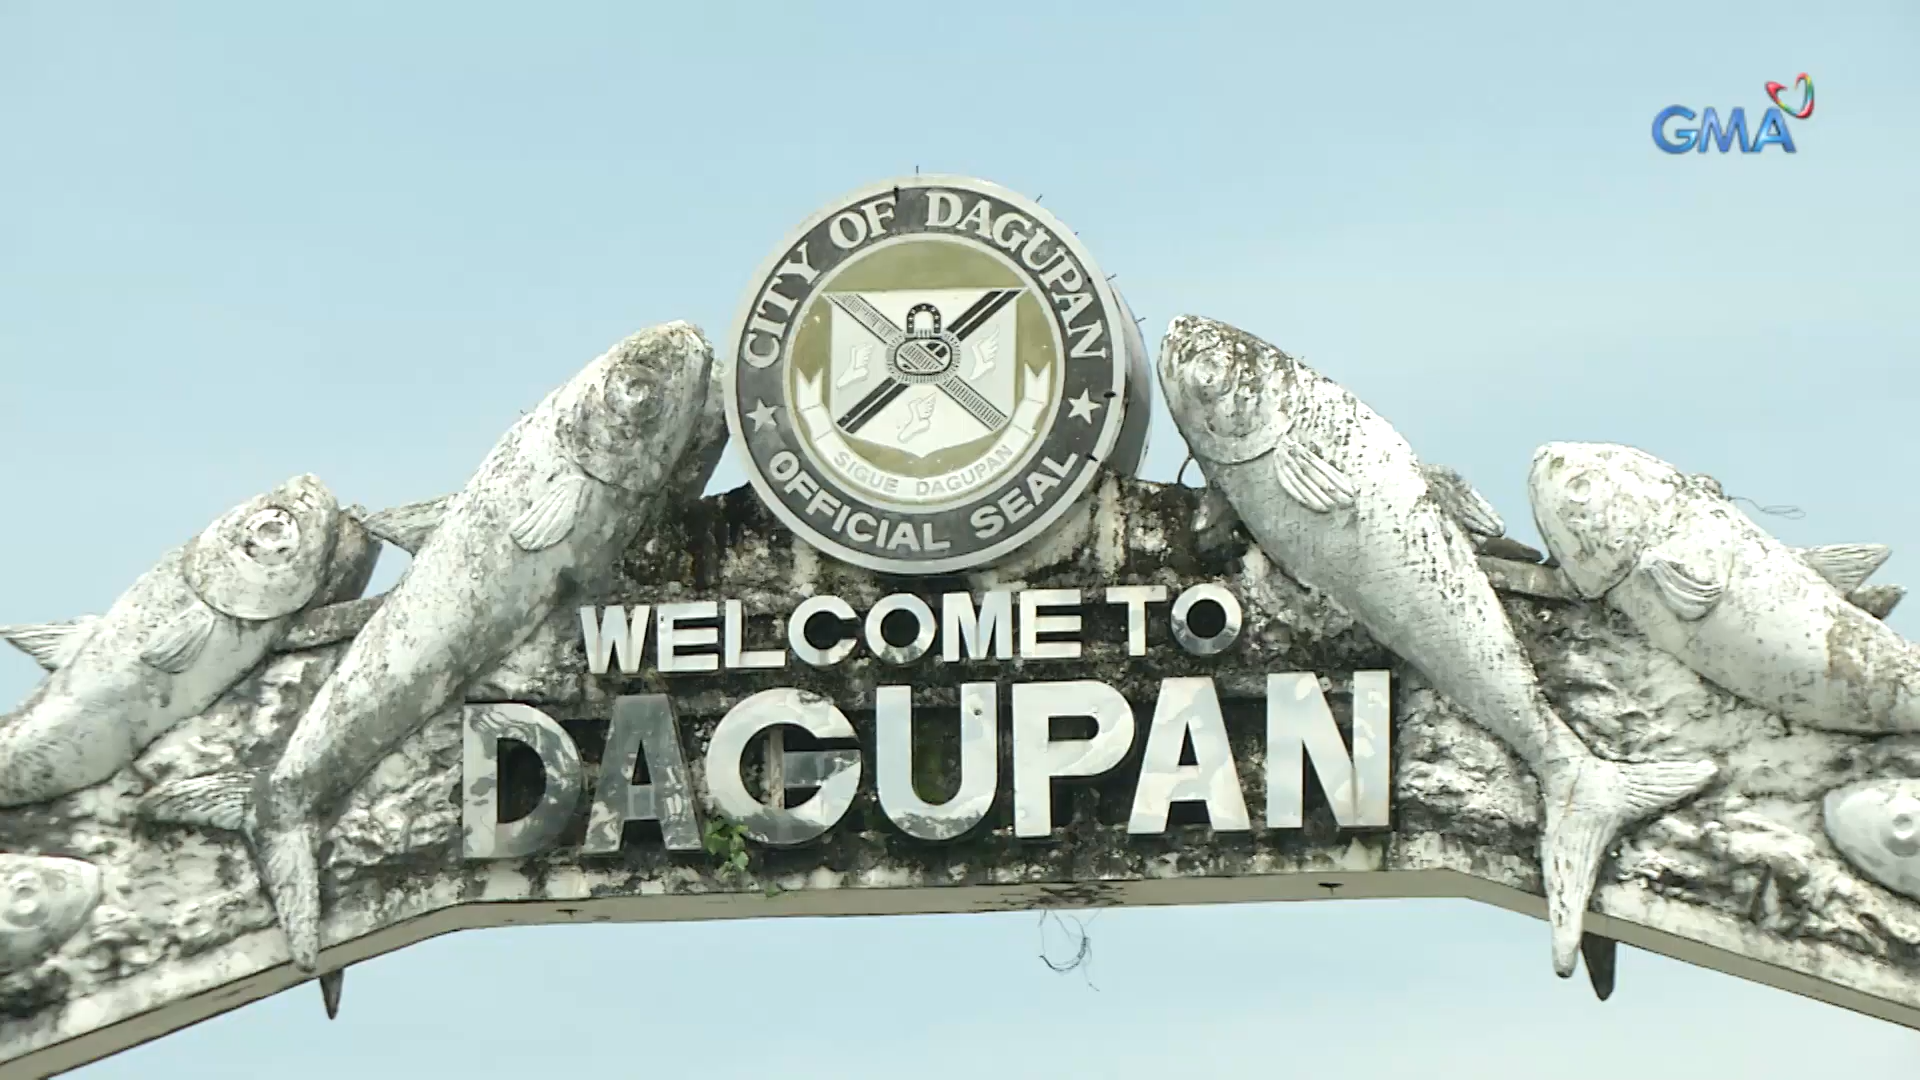 GMA
CITY OF DAGUPAN
SIGUE DAGUPAN
OFFICIAL SEAL
WELCOME TO
DAGUPAN